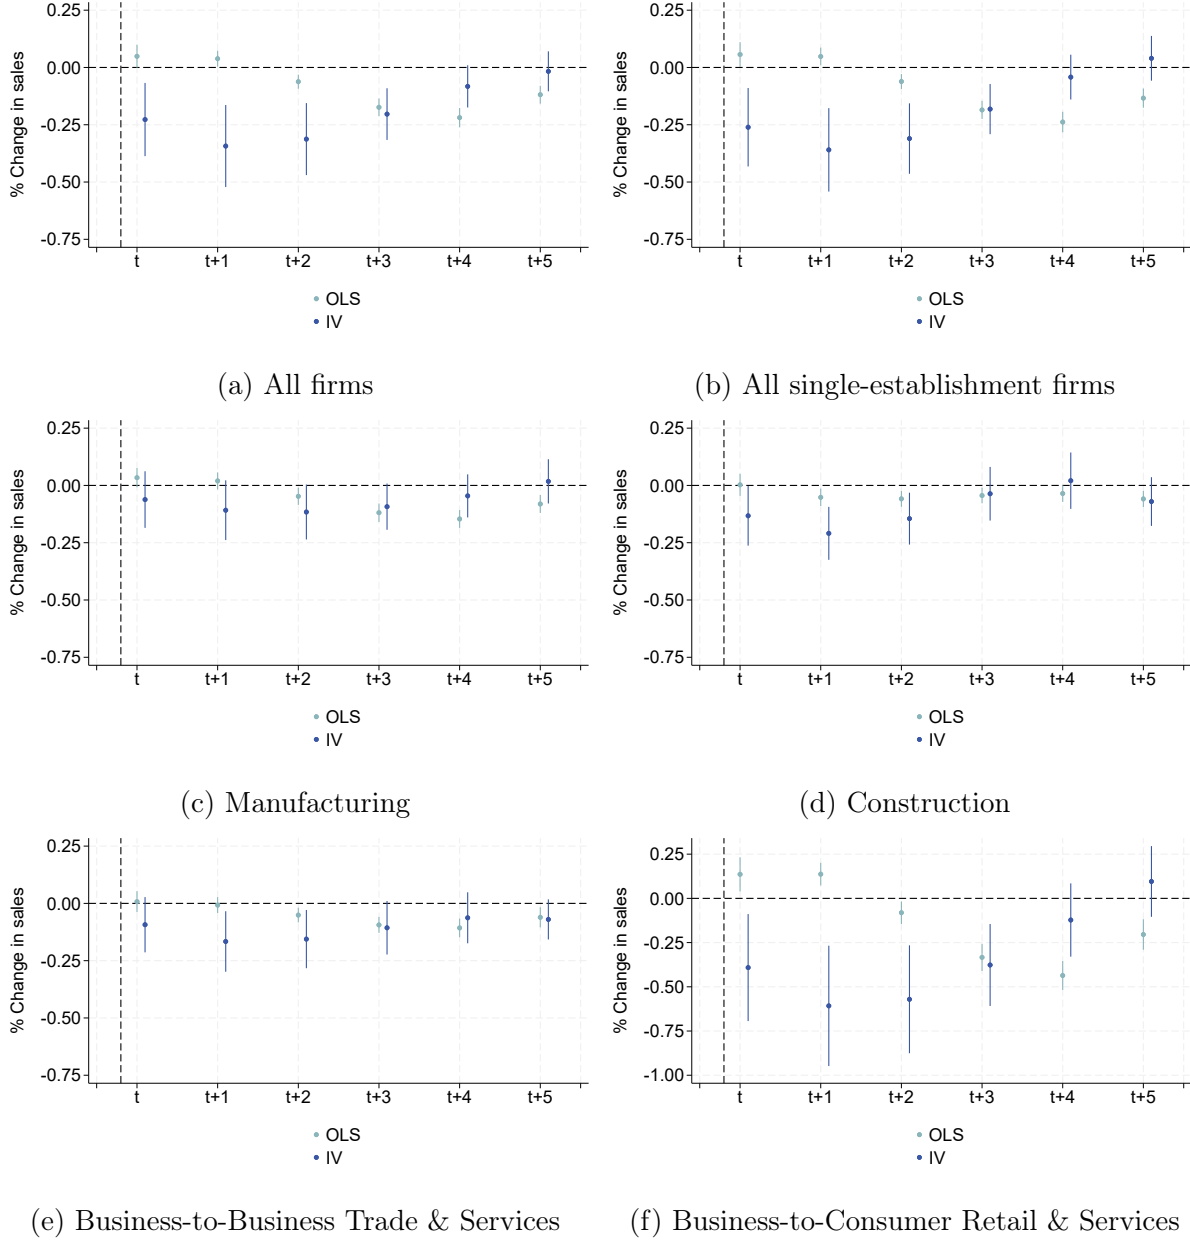 % Change in sales
0.25
0.00
-0.25
-0.50
-0.75
t t+1 t+2 t+3 t+4 t+5
OLS
IV
(a) All firms
% Change in sales
0.25
0.00
-0.25
-0.50
-0.75
t t+1 t+2 t+3 t+4 t+5
OLS
IV
(b) All single-establishment firms
% Change in sales
0.25
0.00
-0.25
-0.50
-0.75
t t+1 t+2 t+3 t+4 t+5
OLS
IV
(c) Manufacturing
% Change in sales
0.25
0.00
-0.25
-0.50
-0.75
t t+1 t+2 t+3 t+4 t+5
OLS
IV
(d) Construction
% Change in sales
0.25
0.00
-0.25
-0.50
-0.75
t t+1 t+2 t+3 t+4 t+5
OLS
IV
(e) Business-to-Business Trade & Services
% Change in sales
0.25
0.00
-0.25
-0.50
-0.75
-1.00
t t+1 t+2 t+3 t+4 t+5
OLS
IV
(f) Business-to-Consumer Retail & Services